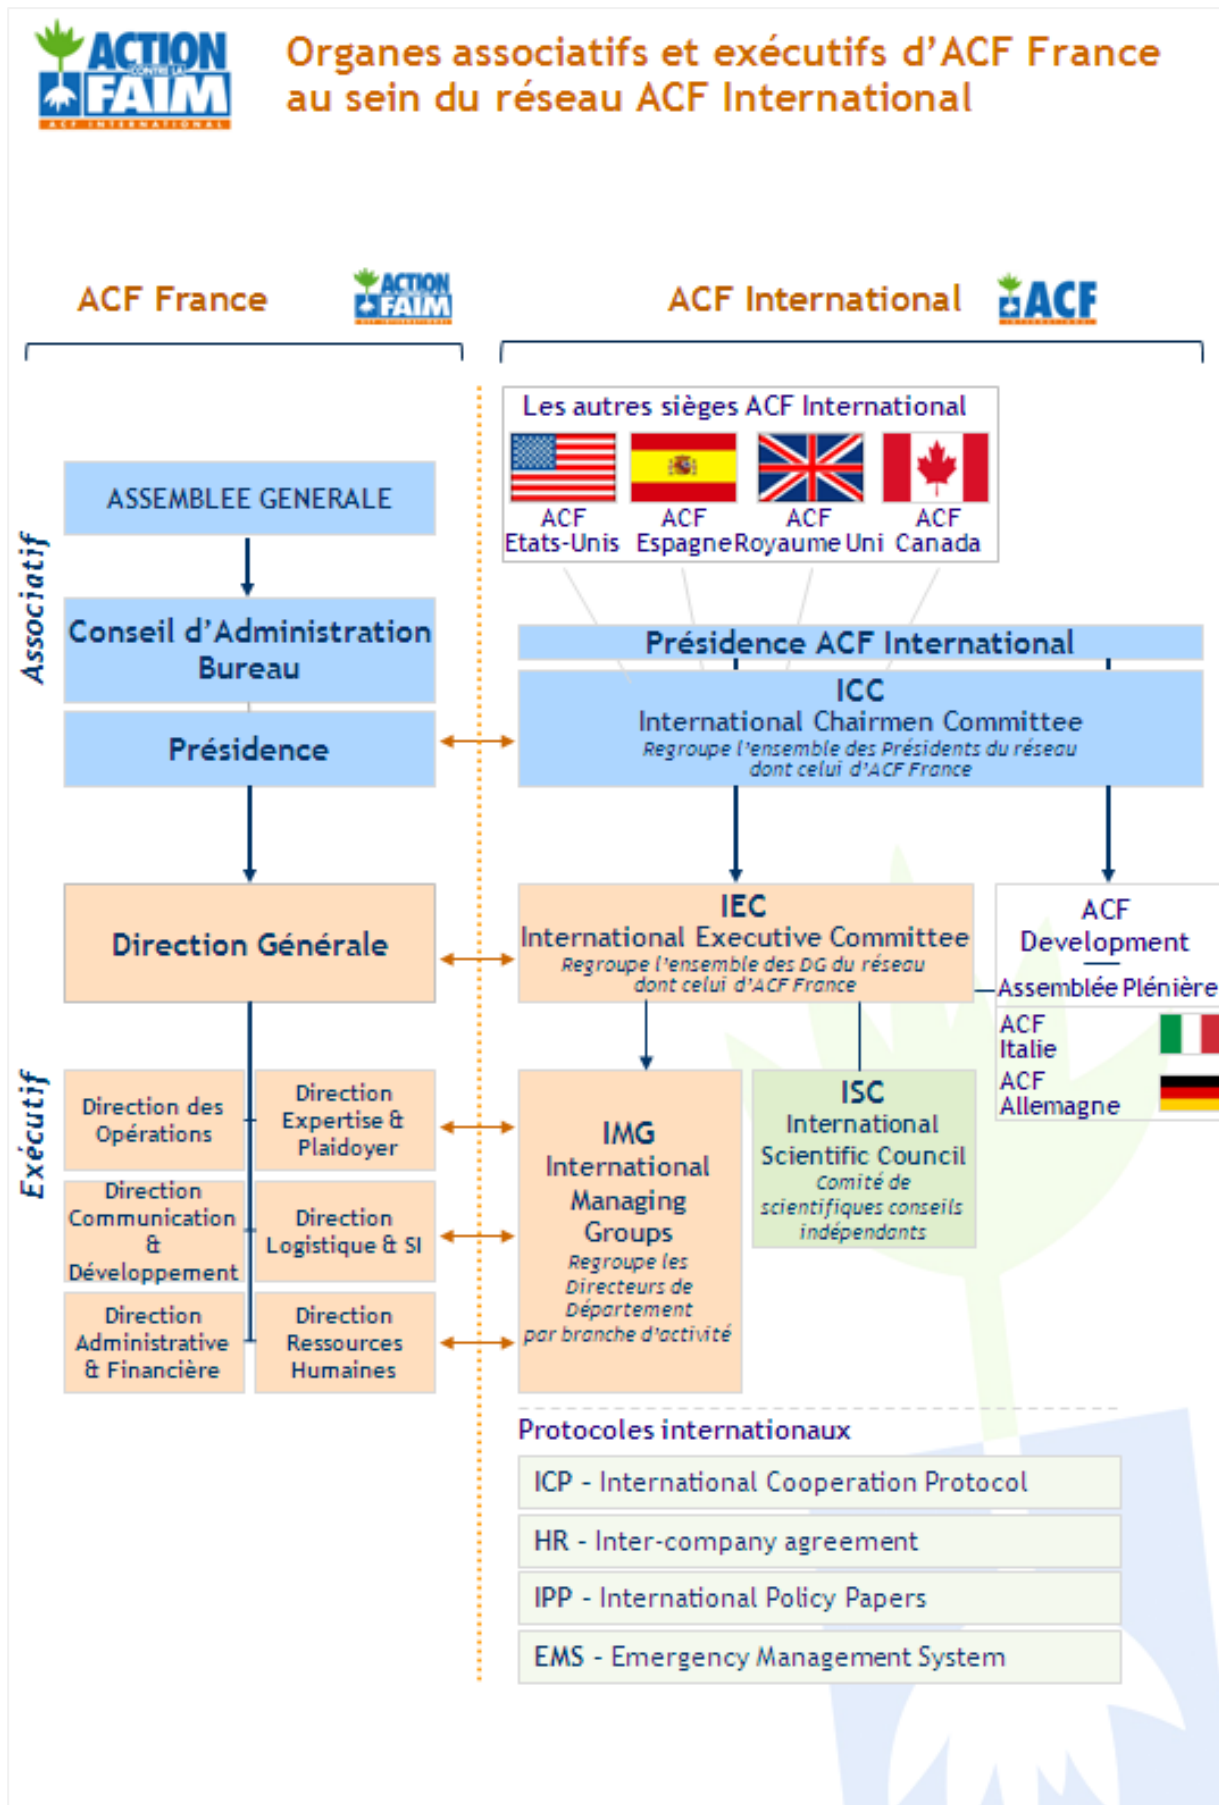 ACTION
CONTRE LA
FAIM
ACF INTERNATIONAL
Organes associatifs et exécutifs d'ACF France
au sein du réseau ACF International
ACF France
ACTION
FAIM
ACF International
ACF
Les autres sièges ACF International
ACF
Etats-Unis
ACF
Espagne
ACF
Royaume Uni
ACF
Canada
Associatif
ASSEMBLEE GENERALE
Conseil d'Administration
Bureau
Présidence
Présidence ACF International
ICC
International Chairmen Committee
Regroupe l'ensemble des Présidents du réseau
dont celui d'ACF France
Exécutif
Direction Générale
IEC
International Executive Committee
Regroupe l'ensemble des DG du réseau
dont celui d'ACF France
ACF
Development
Assemblée Plénière
ACF
Italie
ACF
Allemagne
Direction des
Opérations
Direction
Expertise &
Plaidoyer
Direction
Communication
&
Développement
Direction
Logistique & SI
Direction
Administrative
& Financière
Direction
Ressources
Humaines
IMG
International
Managing
Groups
Regroupe les
Directeurs de
Département
par branche d'activité
ISC
International
Scientific Council
Comité de
scientifiques conseils
indépendants
Protocoles internationaux
ICP - International Cooperation Protocol
HR - Inter-company agreement
IPP - International Policy Papers
EMS - Emergency Management System